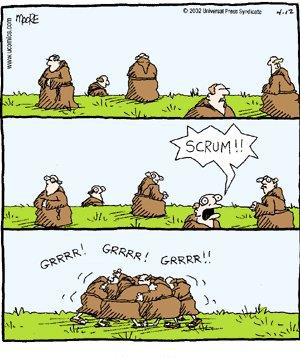 MOORE
www.ucomics.com
© 2002 Universal Press Syndicate
4-12
SCRUM!!
GRRRR! GRRRR! GRRRR!!